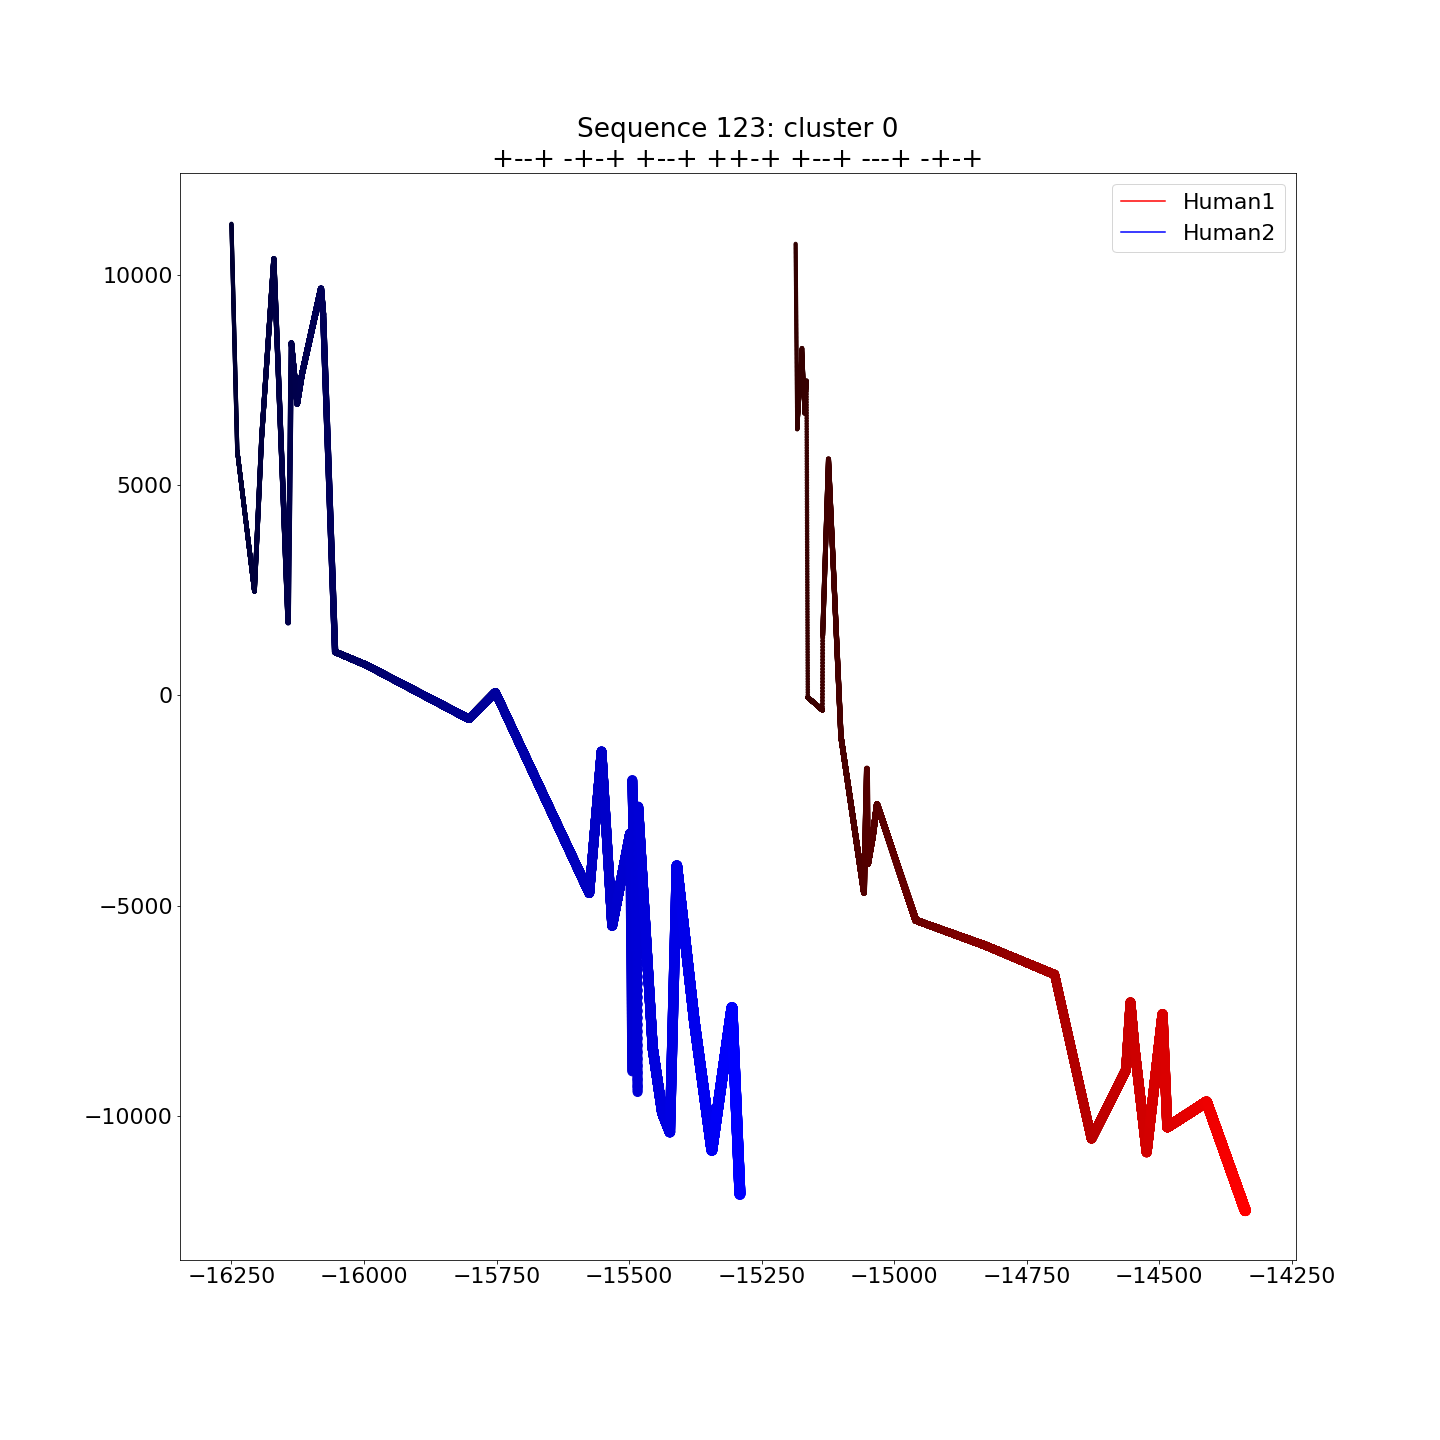 Sequence 123: cluster 0
+--+ -+-+ +--+ ++-+ +--+ ---+ -+-+
Human1
Human2
10000
5000
0
−5000
−10000
−16250 −16000 −15750 −15500 −15250 −15000 −14750 −14500 −14250